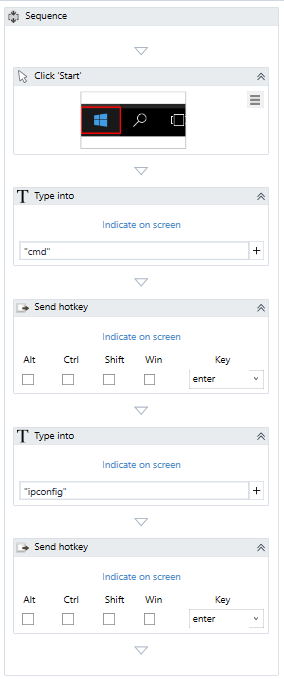 Sequence
Click 'Start'
T Type into
Indicate on screen
"cmd"
Send hotkey
Indicate on screen
Alt Ctrl Shift Win Key
enter
T Type into
Indicate on screen
"ipconfig"
Send hotkey
Indicate on screen
Alt Ctrl Shift Win Key
enter